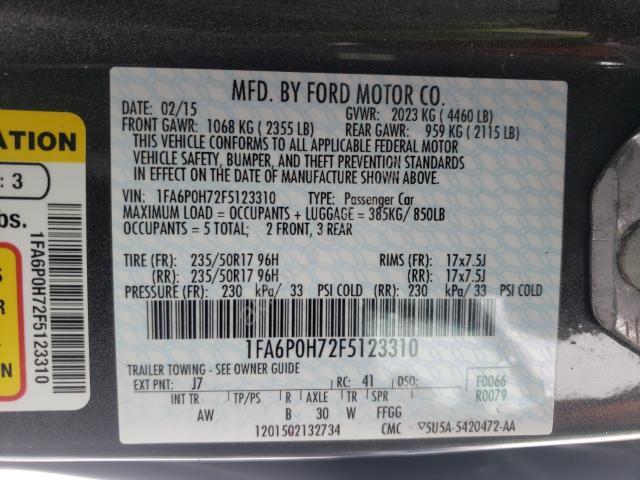 MFD. BY FORD MOTOR CO.
DATE: 02/15 GVWR: 2023 KG ( 4460 LB)
FRONT GAWR: 1068 KG ( 2355 LB) REAR GAWR: 959 KG ( 2115 LB)
THIS VEHICLE CONFORMS TO ALL APPLICABLE FEDERAL MOTOR
VEHICLE SAFETY, BUMPER, AND THEFT PREVENTION STANDARDS
IN EFFECT ON THE DATE OF MANUFACTURE SHOWN ABOVE.
VIN: 1FA6P0H72F5123310 TYPE: Passenger Car
MAXIMUM LOAD = OCCUPANTS + LUGGAGE = 385KG/ 850LB
OCCUPANTS = 5 TOTAL; 2 FRONT, 3 REAR
TIRE (FR): 235/50R17 96H RIMS (FR): 17x7.5J
(RR): 235/50R17 96H (RR): 17x7.5J
PRESSURE (FR): 230 kPa/ 33 PSI COLD (RR): 230 kPa/33 PSI COLD
1FA6P0H72F5123310
TRAILER TOWING - SEE OWNER GUIDE
EXT PNT: J7 RC: 41 DSO: F0066
R0079
INT TR TP/PS R AXLE TR SPR
AW B 30 W FFGG
1201502132734 CMC ▽5U5A-5420472-AA
ATION
: 3
bs.
1FA6P0H72F5123310
S
R
N